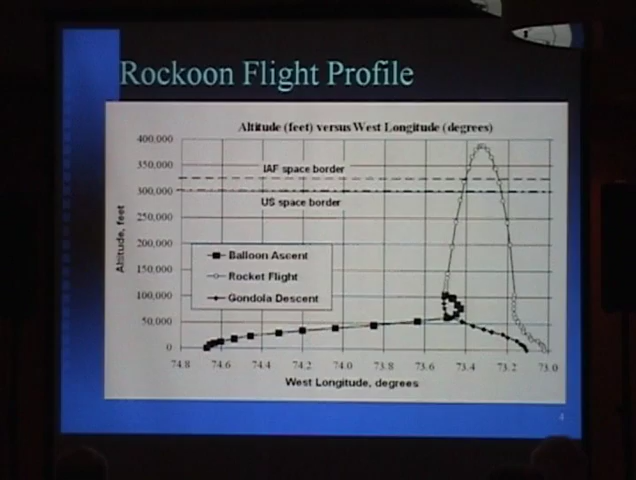 Rockoon Flight Profile
Altitude (feet) versus West Longitude (degrees)
400,000
350,000
300,000
250,000
200,000
150,000
100,000
50,000
0
Altitude, feet
IAF space border
US space border
Balloon Ascent
Rocket Flight
Gondola Descent
74.8 74.6 74.4 74.2 74.0 73.8 73.6 73.4 73.2 73.0
West Longitude, degrees
4